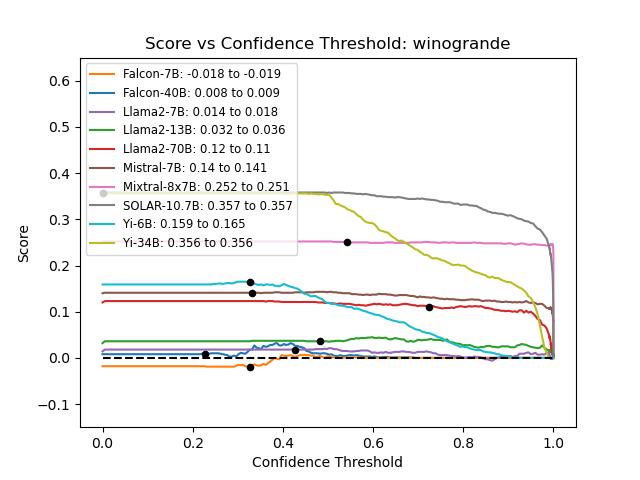 Score vs Confidence Threshold: winogrande
Score
0.6
0.5
0.4
0.3
0.2
0.1
0.0
−0.1
Falcon-7B: -0.018 to -0.019
Falcon-40B: 0.008 to 0.009
Llama2-7B: 0.014 to 0.018
Llama2-13B: 0.032 to 0.036
Llama2-70B: 0.12 to 0.11
Mistral-7B: 0.14 to 0.141
Mixtral-8x7B: 0.252 to 0.251
SOLAR-10.7B: 0.357 to 0.357
Yi-6B: 0.159 to 0.165
Yi-34B: 0.356 to 0.356
0.0 0.2 0.4 0.6 0.8 1.0
Confidence Threshold